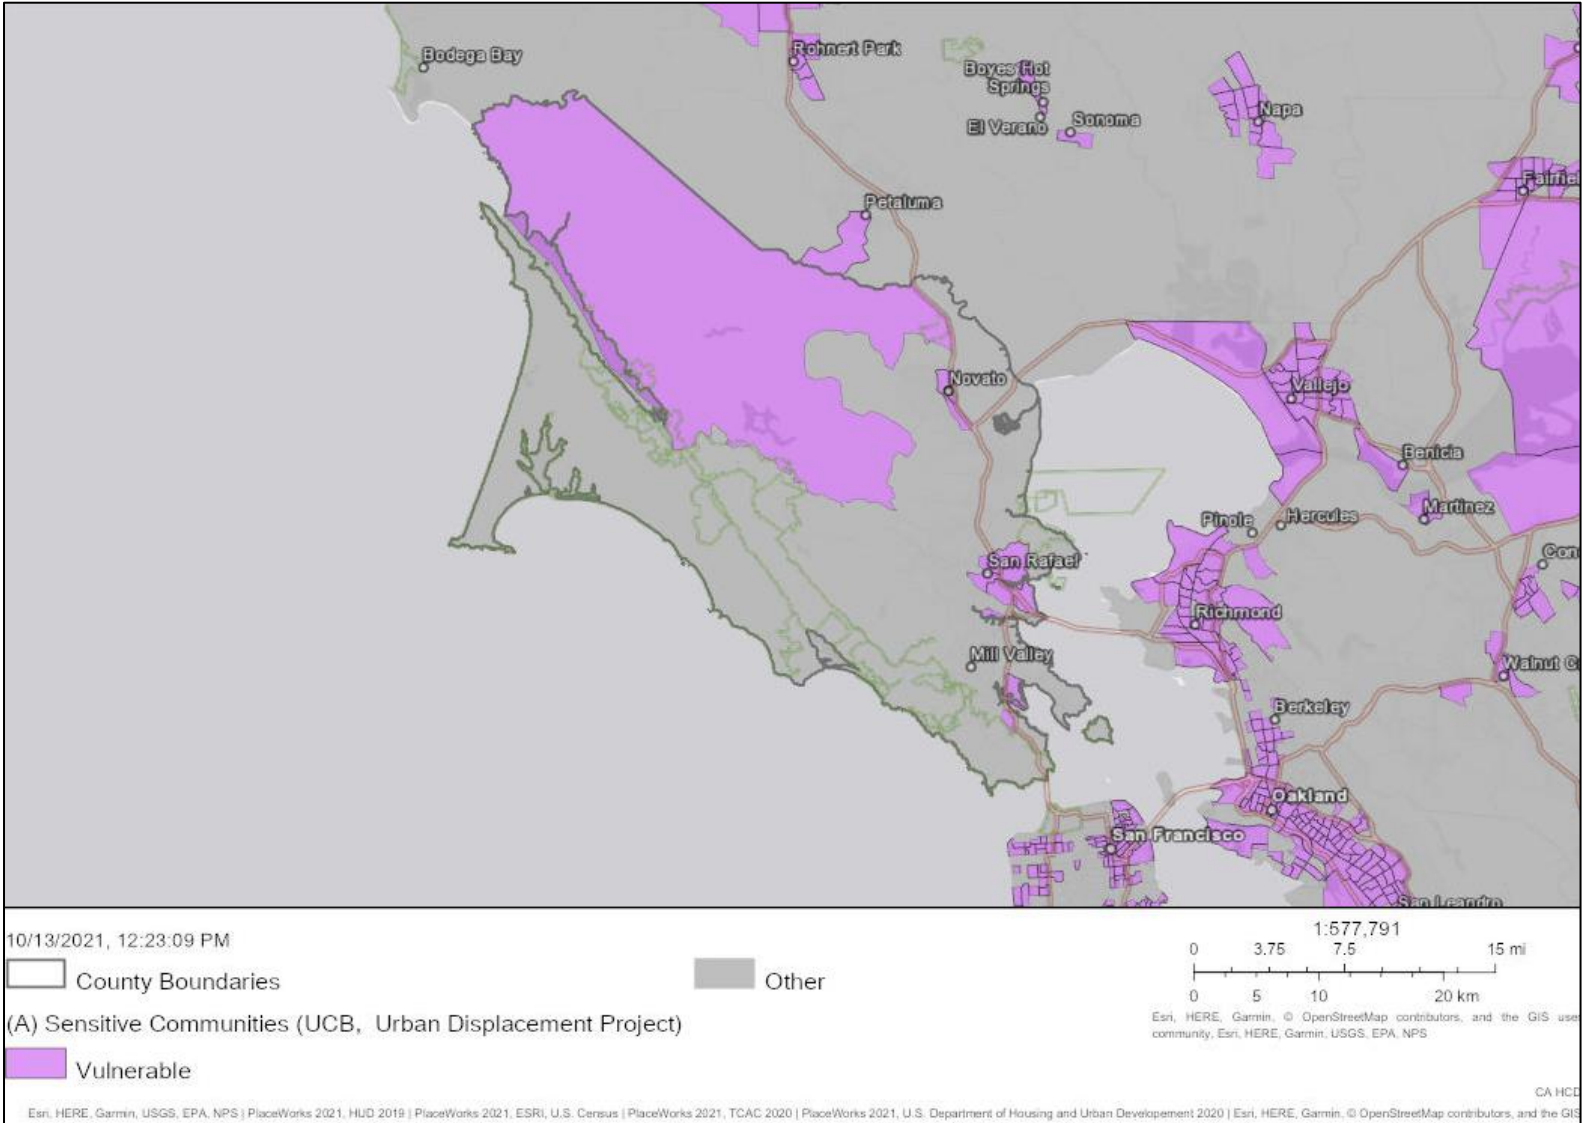 Bodega Bay
Rohnert Park
Boyes Hot
Springs
El Verano
Sonoma
Napa
Petaluma
Novato
Vallejo
Benicia
Martinez
Pinole
Hercules
San Rafael
Richmond
Mill Valley
Walnut C
Berkeley
Oakland
San Francisco
San Leandro
10/13/2021, 12:23:09 PM
County Boundaries
Other
(A) Sensitive Communities (UCB, Urban Displacement Project)
Vulnerable
1:577,791
0 3.75 7.5 15 mi
0 5 10 20 km
Esri, HERE, Garmin, © OpenStreetMap contributors, and the GIS user
community, Esri, HERE, Garmin, USGS, EPA, NPS
CA HCD
Esri, HERE, Garmin, USGS, EPA, NPS | PlaceWorks 2021, HUD 2019 | PlaceWorks 2021, ESRI, U.S. Census | PlaceWorks 2021, TCAC 2020 | PlaceWorks 2021, U.S. Department of Housing and Urban Developement 2020 | Esri, HERE, Garmin, © OpenStreetMap contributors, and the GIS